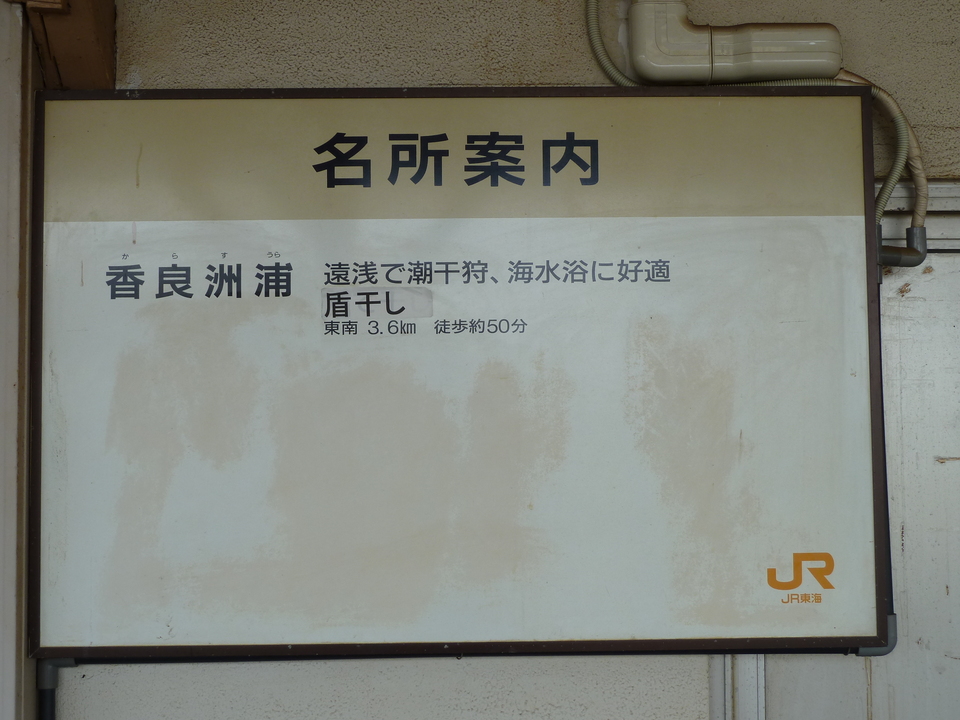 名所案内
か ら す うら
香良洲浦 遠浅で潮干狩、海水浴に好適
盾干し
東南 3.6㎞ 徒歩約50分
JR
JR東海